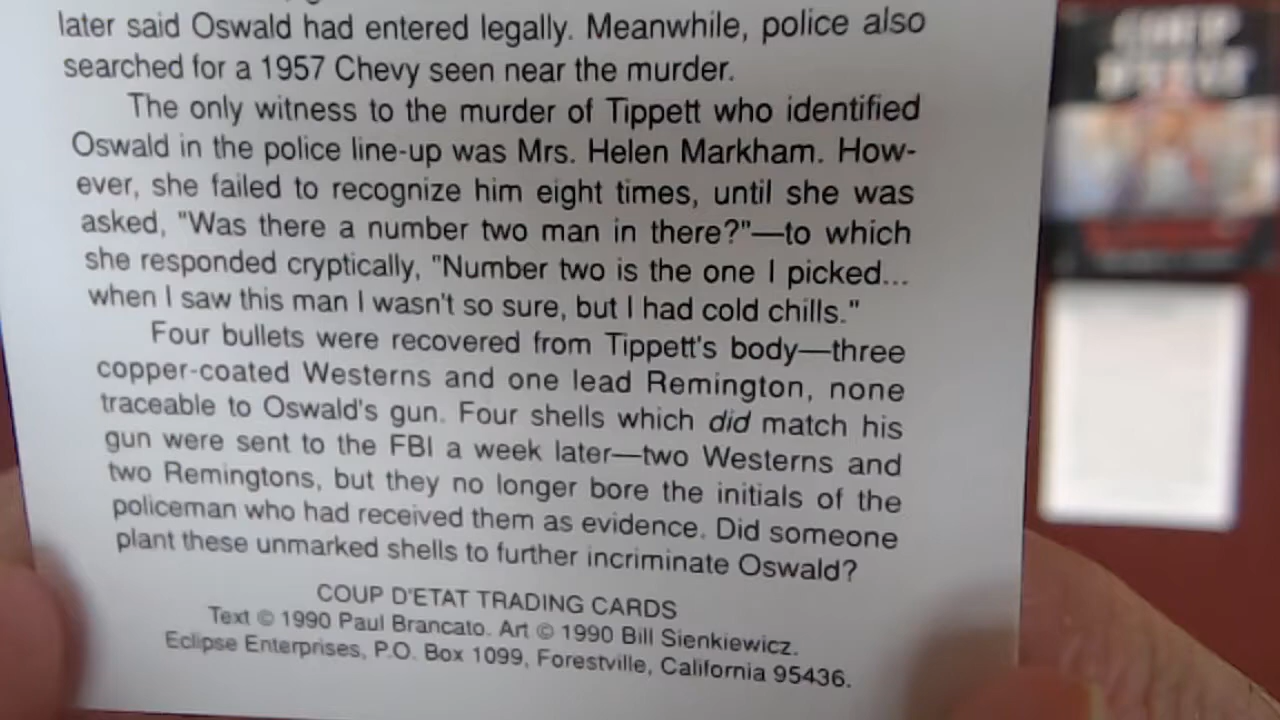 later said Oswald had entered legally. Meanwhile, police also
searched for a 1957 Chevy seen near the murder.
The only witness to the murder of Tippett who identified
Oswald in the police line-up was Mrs. Helen Markham. How-
ever, she failed to recognize him eight times, until she was
asked, "Was there a number two man in there?"—to which
she responded cryptically, "Number two is the one I picked...
when I saw this man I wasn't so sure, but I had cold chills."
Four bullets were recovered from Tippett's body—three
copper-coated Westerns and one lead Remington, none
traceable to Oswald's gun. Four shells which did match his
gun were sent to the FBI a week later—two Westerns and
two Remingtons, but they no longer bore the initials of the
policeman who had received them as evidence. Did someone
plant these unmarked shells to further incriminate Oswald?
COUP D'ETAT TRADING CARDS
Text © 1990 Paul Brancato. Art © 1990 Bill Sienkiewicz.
Eclipse Enterprises, P.O. Box 1099, Forestville, California 95436.